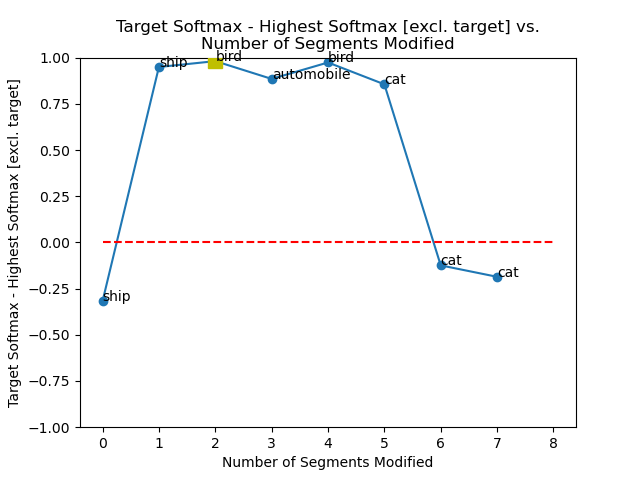 Target Softmax - Highest Softmax [excl. target] vs.
Number of Segments Modified
Target Softmax - Highest Softmax [excl. target]
1.00
0.75
0.50
0.25
0.00
−0.25
−0.50
−0.75
−1.00
ship
ship
bird
automobile
bird
cat
cat
cat
0 1 2 3 4 5 6 7 8
Number of Segments Modified